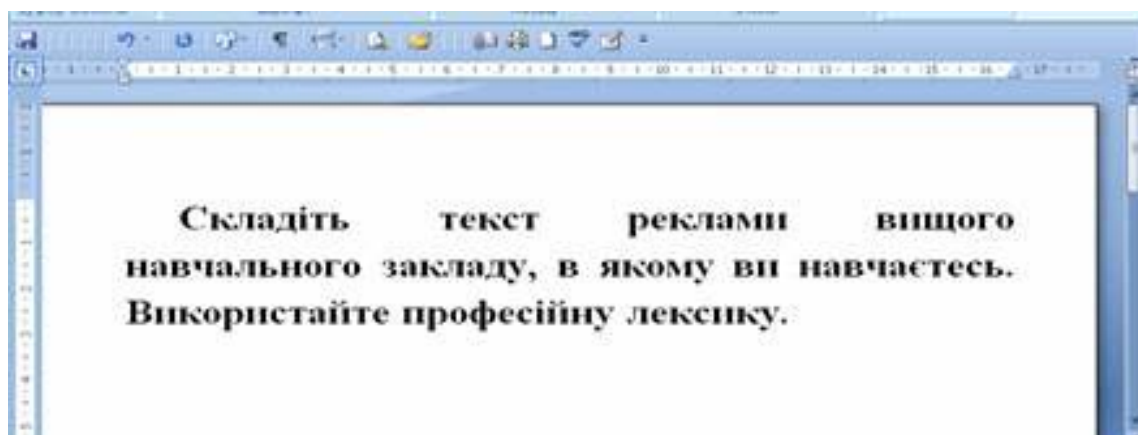 Складіть текст реклами вищого
навчального закладу, в якому ви навчаєтесь.
Використайте професійну лексику.